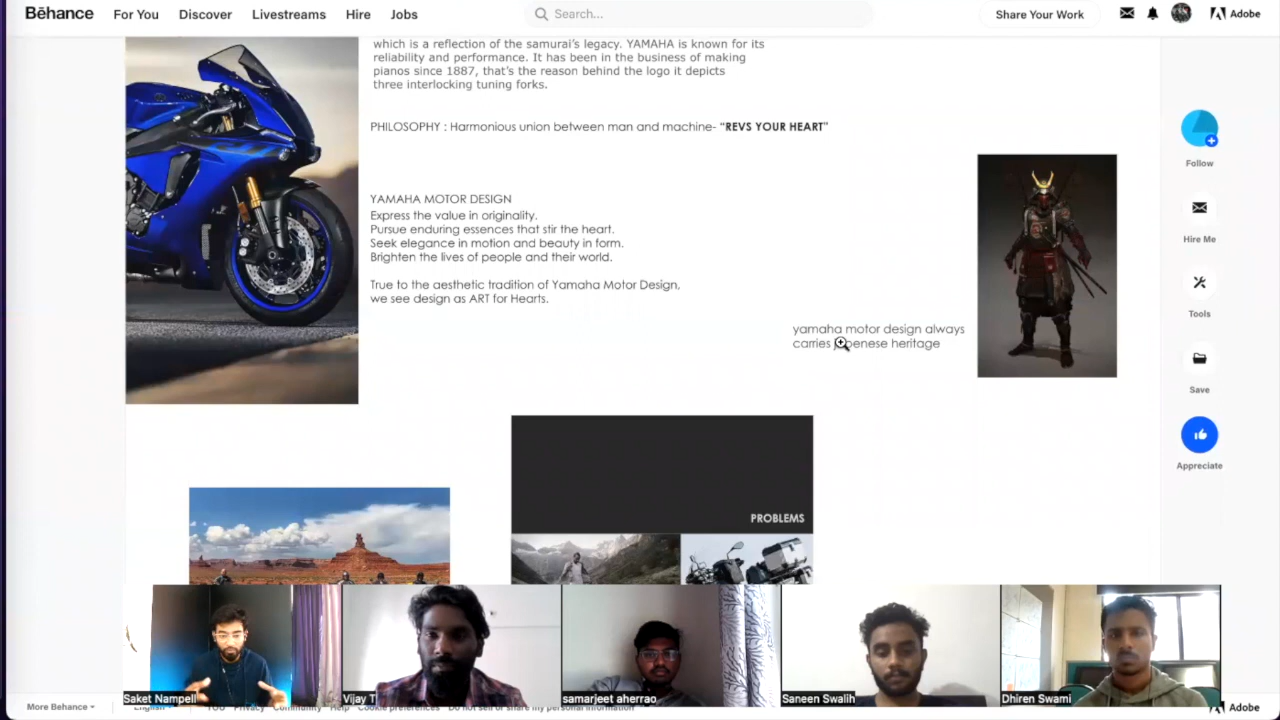 Bēhance
For You
Discover
Livestreams
Hire
Jobs
Search...
Share Your Work
Adobe
which is a reflection of the samurai's legacy. YAMAHA is known for its
reliability and performance. It has been in the business of making
pianos since 1887, that's the reason behind the logo it depicts
three interlocking tuning forks.
PHILOSOPHY : Harmonious union between man and machine- “REVS YOUR HEART”
YAMAHA MOTOR DESIGN
Express the value in originality.
Pursue enduring essences that stir the heart.
Seek elegance in motion and beauty in form.
Brighten the lives of people and their world.
True to the aesthetic tradition of Yamaha Motor Design,
we see design as ART for Hearts.
yamaha motor design always
carries heritage
Follow
Hire Me
Tools
Save
Appreciate
PROBLEMS
Saket Nampell
Vijay T
samarjeet aherrao
Saneen Swalih
Dhiren Swami
More Behance
English
Adobe